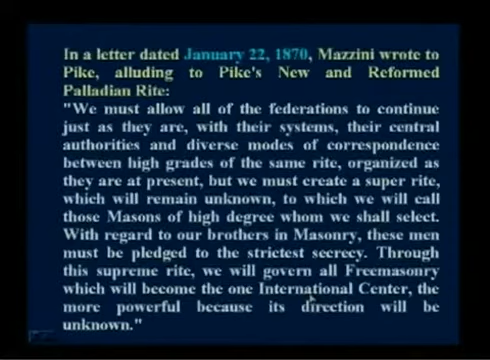 In a letter dated January 22, 1870, Mazzini wrote to
Pike, alluding to Pike's New and Reformed
Palladian Rite:
"We must allow all of the federations to continue
just as they are, with their systems, their central
authorities and diverse modes of correspondence
between high grades of the same rite, organized as
they are at present, but we must create a super rite,
which will remain unknown, to which we will call
those Masons of high degree whom we shall select.
With regard to our brothers in Masonry, these men
must be pledged to the strictest secrecy. Through
this supreme rite, we will govern all Freemasonry
which will become the one International Center, the
more powerful because its direction will be
unknown."